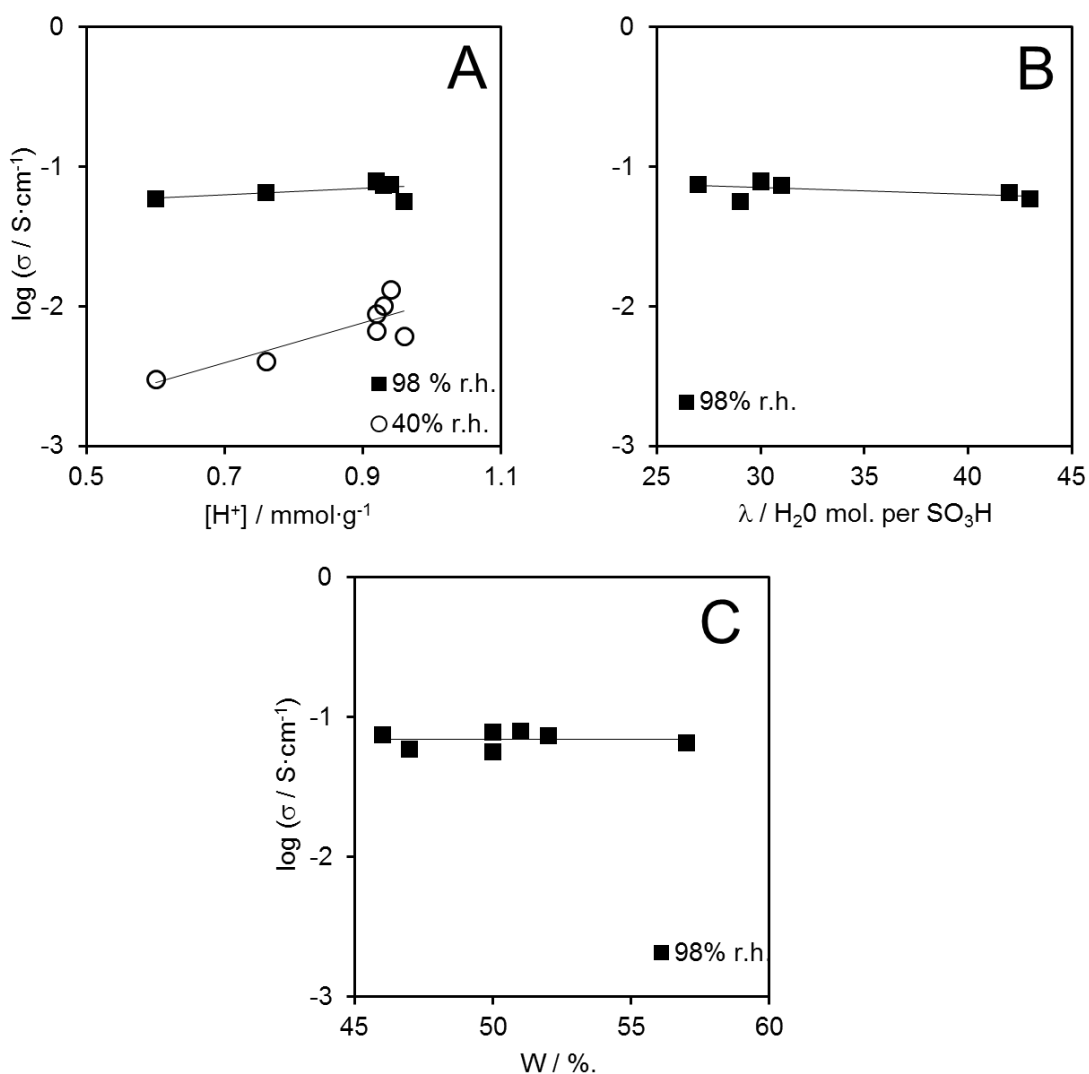 A
0
-1
-2
-3
log (σ / S·cm-1)
98 % r.h.
40% r.h.
0.5 0.7 0.9 1.1
[H+] / mmol·g-1
B
0
-1
-2
-3
98% r.h.
25 30 35 40 45
λ / H20 mol. per SO3H
C
0
-1
-2
-3
log (σ / S·cm-1)
98% r.h.
45 50 55 60
W / %.